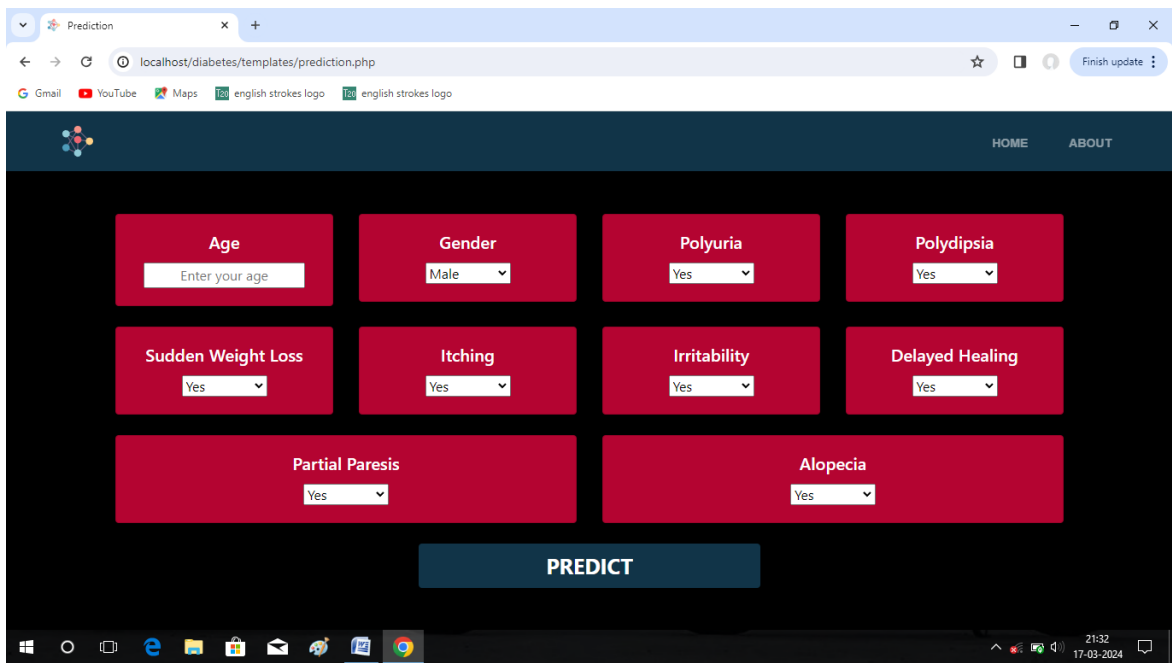 Prediction
localhost/diabetes/templates/prediction.php
Finish update
Gmail YouTube Maps T20 english strokes logo T20 english strokes logo
HOME ABOUT
Age Gender Polyuria Polydipsia
Enter your age Male Yes Yes
Sudden Weight Loss Itching Irritability Delayed Healing
Yes Yes Yes Yes
Partial Paresis Alopecia
Yes Yes
PREDICT
21:32
17-03-2024